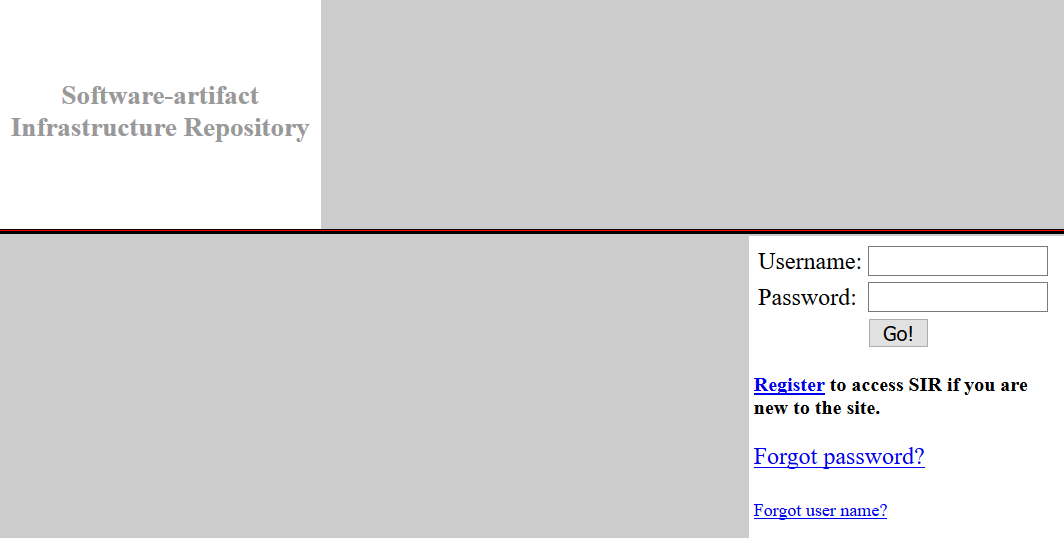 Software-artifact
Infrastructure Repository
Username:
Password:
Go!
Register to access SIR if you are
new to the site.
Forgot password?
Forgot user name?